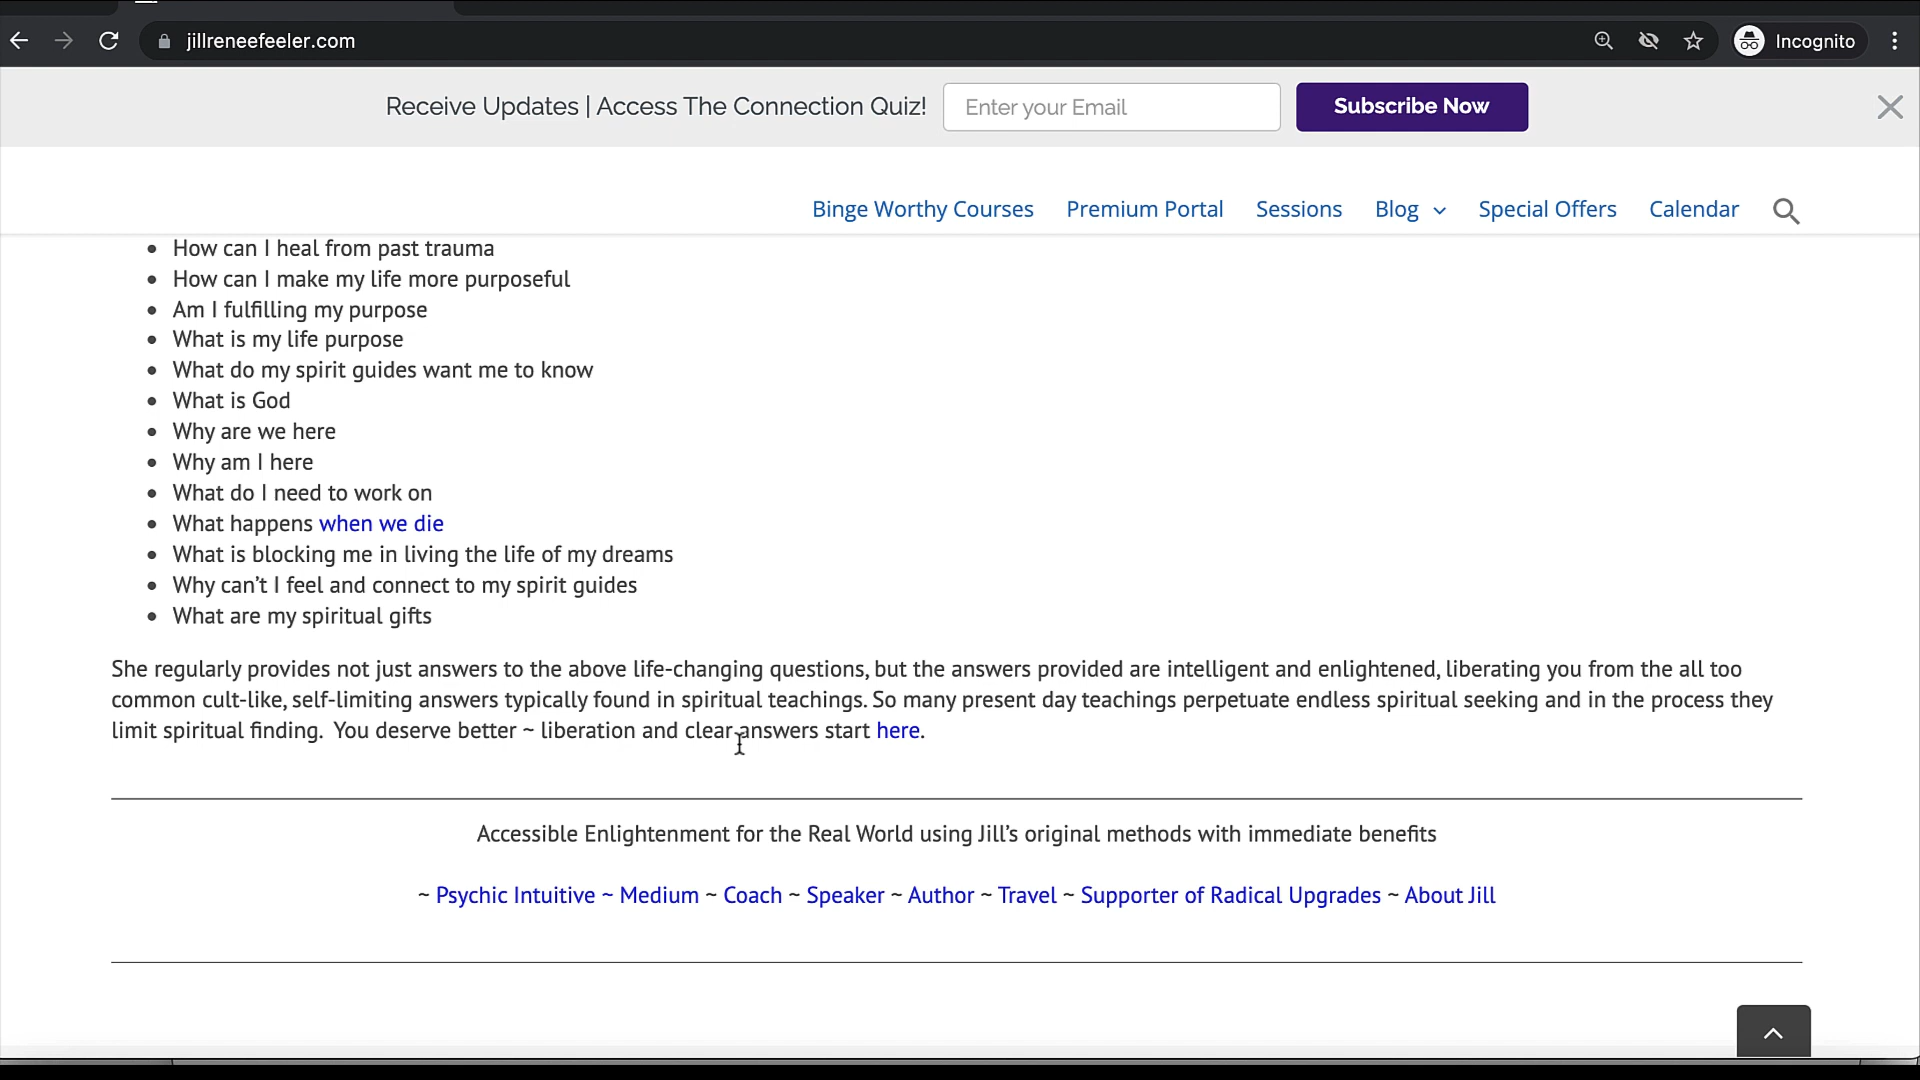 jillreneefeeler.com
Incognito
Receive Updates | Access The Connection Quiz!
Enter your Email
Subscribe Now
Binge Worthy Courses
Premium Portal
Sessions
Blog
Special Offers
Calendar
• How can I heal from past trauma
• How can I make my life more purposeful
• Am I fulfilling my purpose
• What is my life purpose
• What do my spirit guides want me to know
• What is God
• Why are we here
• Why am I here
• What do I need to work on
• What happens when we die
• What is blocking me in living the life of my dreams
• Why can’t I feel and connect to my spirit guides
• What are my spiritual gifts
She regularly provides not just answers to the above life-changing questions, but the answers provided are intelligent and enlightened, liberating you from the all too
common cult-like, self-limiting answers typically found in spiritual teachings. So many present day teachings perpetuate endless spiritual seeking and in the process they
limit spiritual finding.  You deserve better ~ liberation and clear answers start here.
Accessible Enlightenment for the Real World using Jill’s original methods with immediate benefits
~ Psychic Intuitive ~ Medium ~ Coach ~ Speaker ~ Author ~ Travel ~ Supporter of Radical Upgrades ~ About Jill